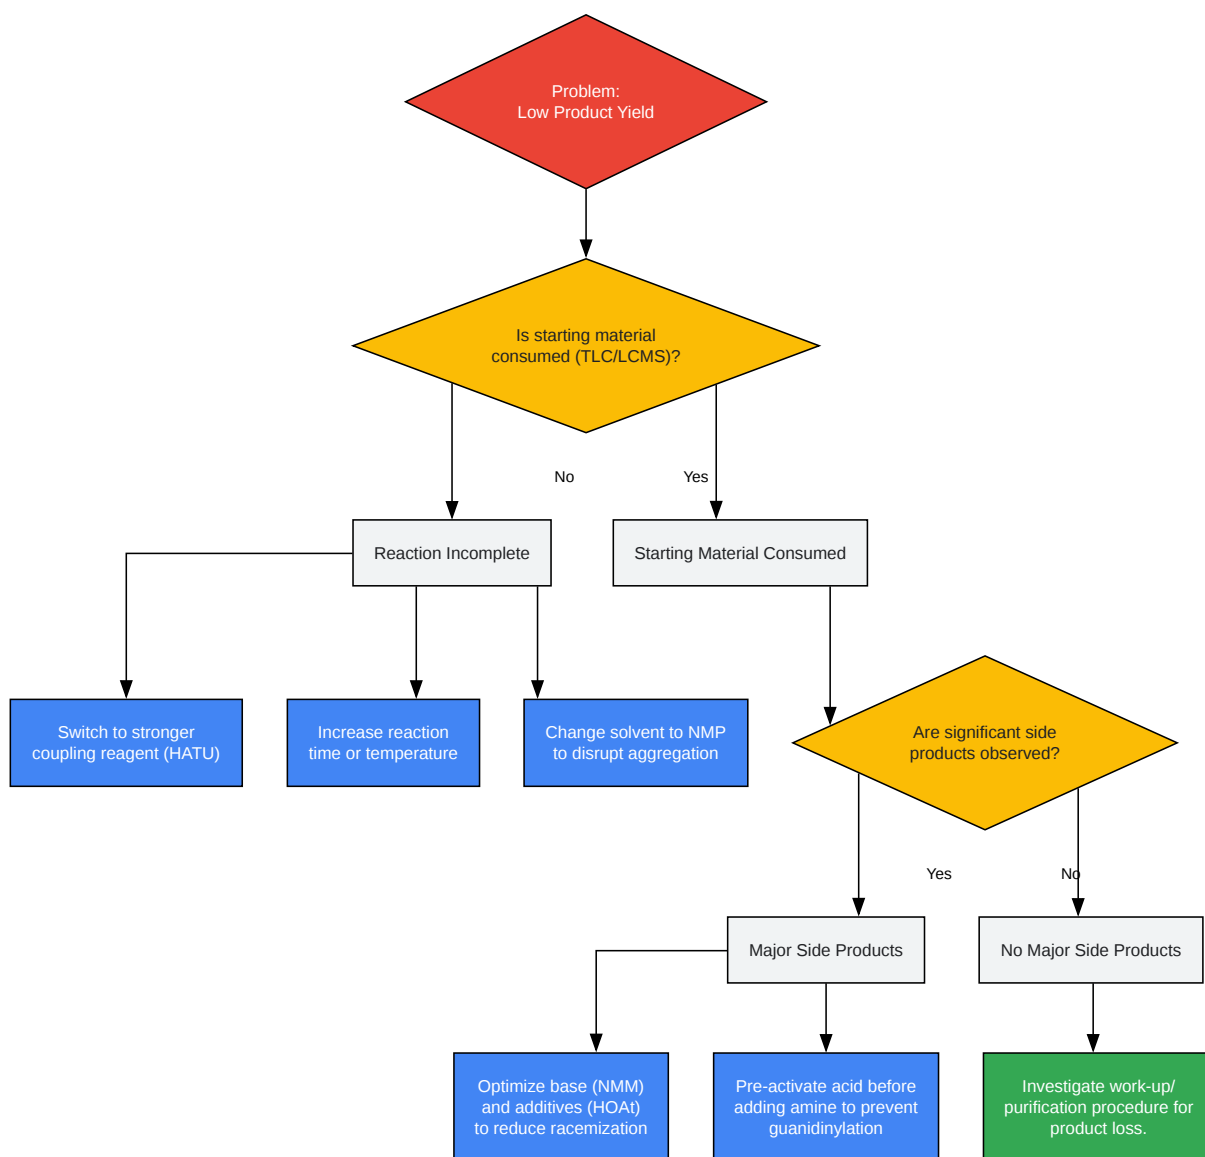 Problem:
Low Product Yield
Is starting material
consumed (TLC/LCMS)?
No
Yes
Reaction Incomplete
Starting Material Consumed
Switch to stronger
coupling reagent (HATU)
Increase reaction
time or temperature
Change solvent to NMP
to disrupt aggregation
Are significant side
products observed?
Yes
No
Major Side Products
No Major Side Products
Optimize base (NMM)
and additives (HOAt)
to reduce racemization
Pre-activate acid before
adding amine to prevent
guanidinylation
Investigate work-up/
purification procedure for
product loss.